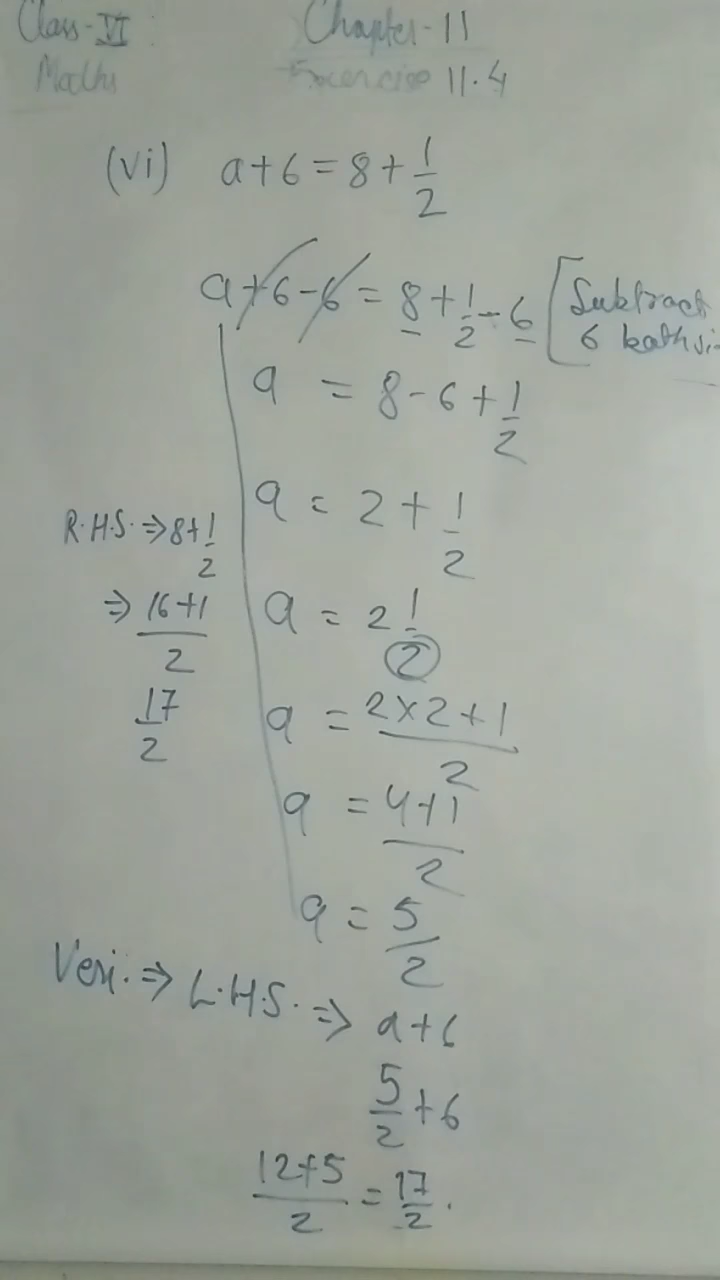 Class-VI Chapter-11
Maths Exercise 11.4
(vi) a+6=8+1/2
a+6-6=8+1/2-6 [Subtract
6 both si
a = 8-6+1/2
a = 2+1/2
R.H.S. ⇒ 8+1/2
a = 2 1/2
⇒ 16+1/2
a = 2×2+1/2
17/2
a = 4+1/2
a = 5/2
Veri. ⇒ L.H.S. ⇒ a+6
5/2+6
12+5/2 = 17/2.